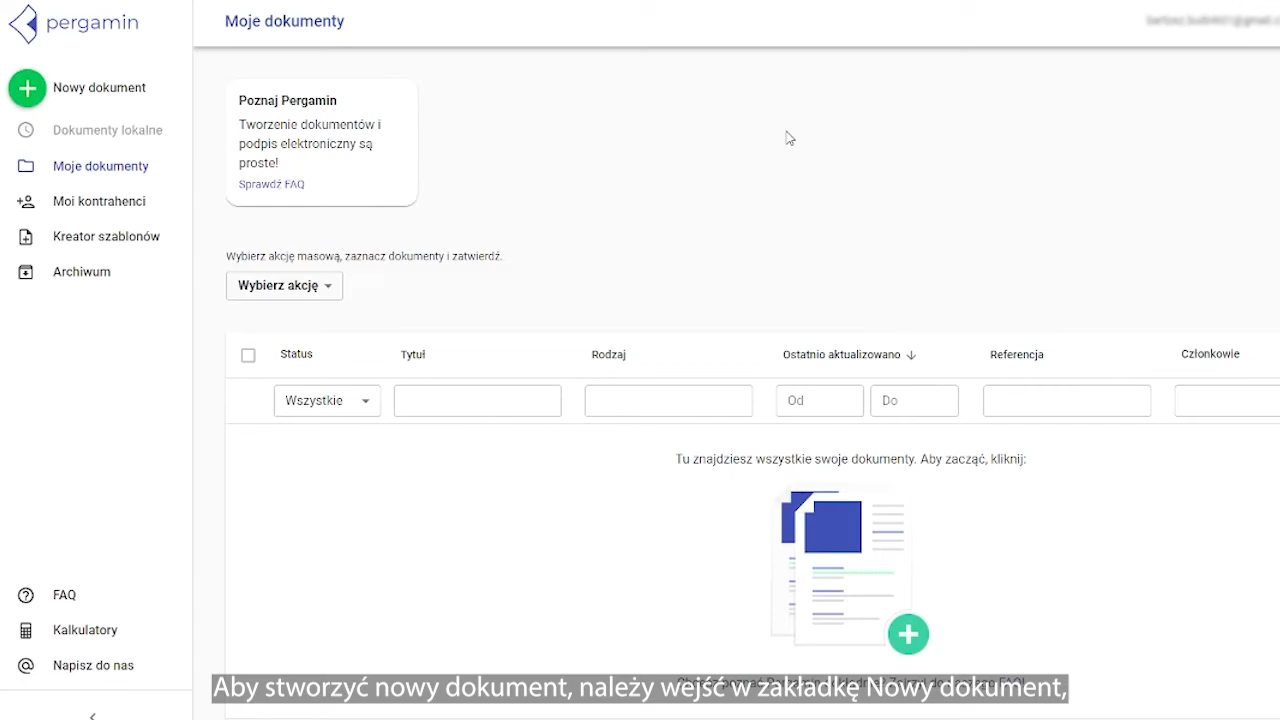 pergamin
Moje dokumenty
Nowy dokument
Dokumenty lokalne
Moje dokumenty
Moi kontrahenci
Kreator szablonów
Archiwum
FAQ
Kalkulatory
Napisz do nas
Poznaj Pergamin
Tworzenie dokumentów i
podpis elektroniczny są
proste!
Sprawdź FAQ
Wybierz akcję masową, zaznacz dokumenty i zatwierdź.
Wybierz akcję
Status Tytuł Rodzaj Ostatnio aktualizowano Referencja Członkowie
Wszystkie Od Do
Tu znajdziesz wszystkie swoje dokumenty. Aby zacząć, kliknij:
Aby stworzyć nowy dokument, należy wejść w zakładkę Nowy dokument,